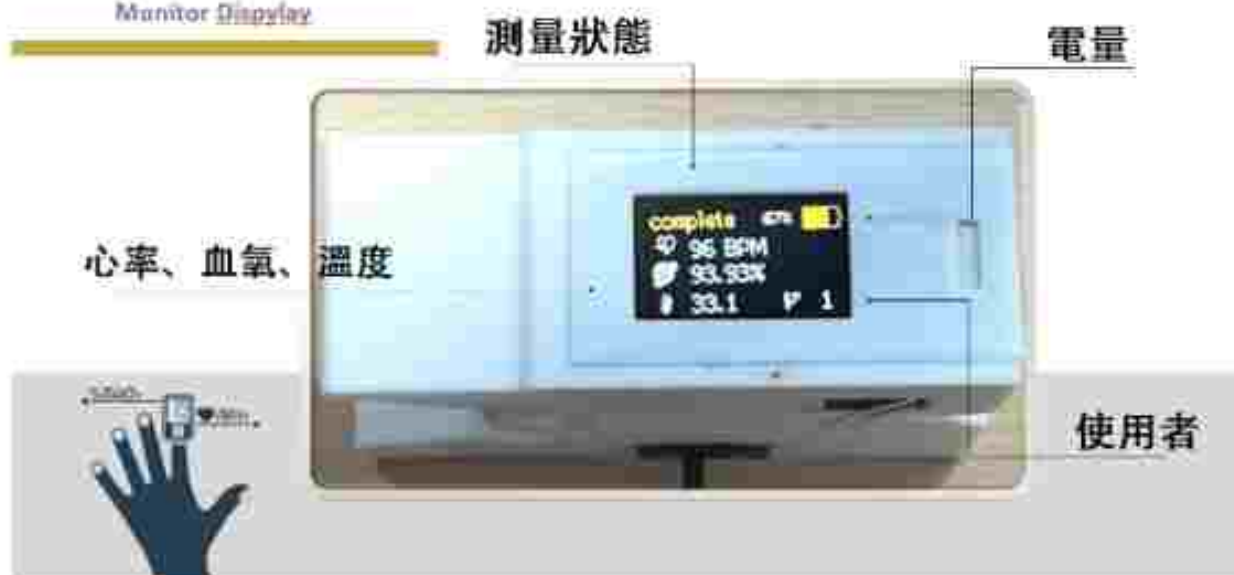 Monitor Dispylay
測量狀態
電量
complete 67%
96 BPM
心率、血氧、溫度
93.93%
33.1 1
使用者